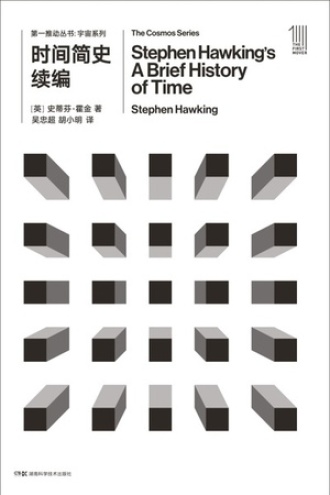 第一推动丛书·宇宙系列
时间简史
续编
[英] 史蒂芬·霍金 著
吴忠超 胡小明 译
The Cosmos Series
Stephen Hawking's
A Brief History
of Time
Stephen Hawking
THE
FIRST
MOVER
湖南科学技术出版社